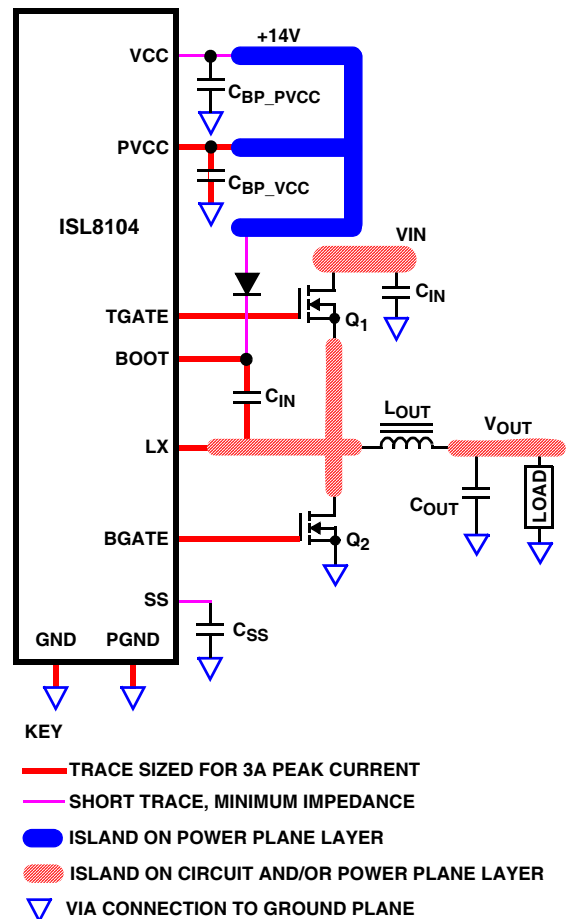 +14V
VCC
CBP_PVCC
PVCC
CBP_VCC
ISL8104
VIN
CIN
TGATE
Q1
BOOT
CIN
LOUT
VOUT
LX
COUT
LOAD
BGATE
Q2
SS
CSS
GND
PGND
KEY
TRACE SIZED FOR 3A PEAK CURRENT
SHORT TRACE, MINIMUM IMPEDANCE
ISLAND ON POWER PLANE LAYER
ISLAND ON CIRCUIT AND/OR POWER PLANE LAYER
VIA CONNECTION TO GROUND PLANE